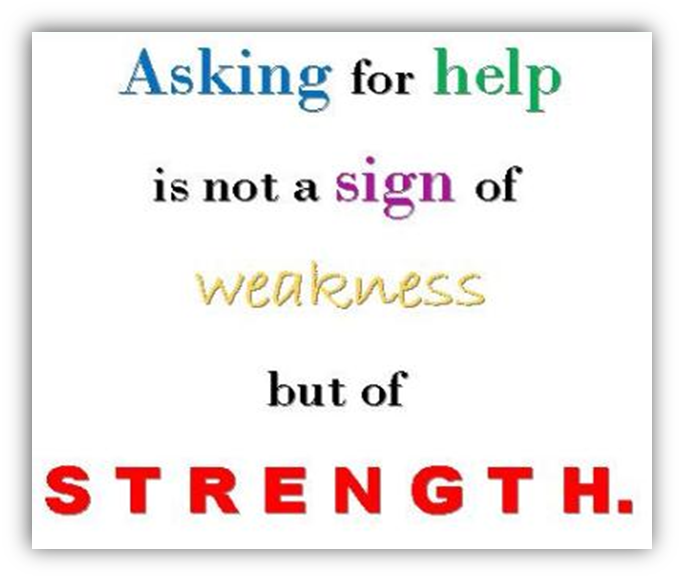 Asking for help
is not a sign of
weakness
but of
STRENGTH.